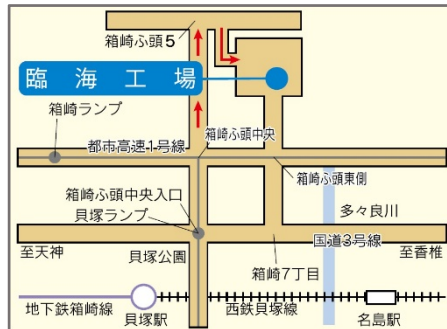 箱崎ふ頭5
臨海工場
箱崎ランプ
都市高速1号線
箱崎ふ頭中央
箱崎ふ頭東側
箱崎ふ頭中央入口
貝塚ランプ
多々良川
国道3号線
至天神
貝塚公園
箱崎7丁目
至香椎
地下鉄箱崎線
貝塚駅
西鉄貝塚線
名島駅